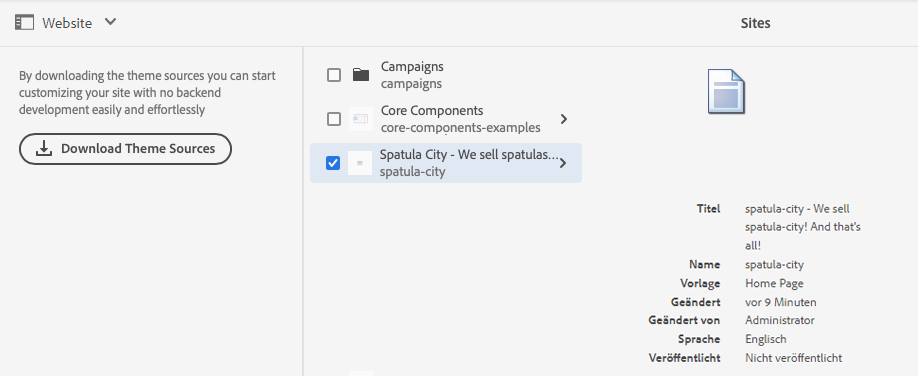 Website
Sites
By downloading the theme sources you can start
customizing your site with no backend
development easily and effortlessly
Download Theme Sources
Campaigns
campaigns
Core Components
core-components-examples
Spatula City - We sell spatulas...
spatula-city
Titel spatula-city - We sell
spatula-city! And that's
all!
Name spatula-city
Vorlage Home Page
Geändert vor 9 Minuten
Geändert von Administrator
Sprache Englisch
Veröffentlicht Nicht veröffentlicht